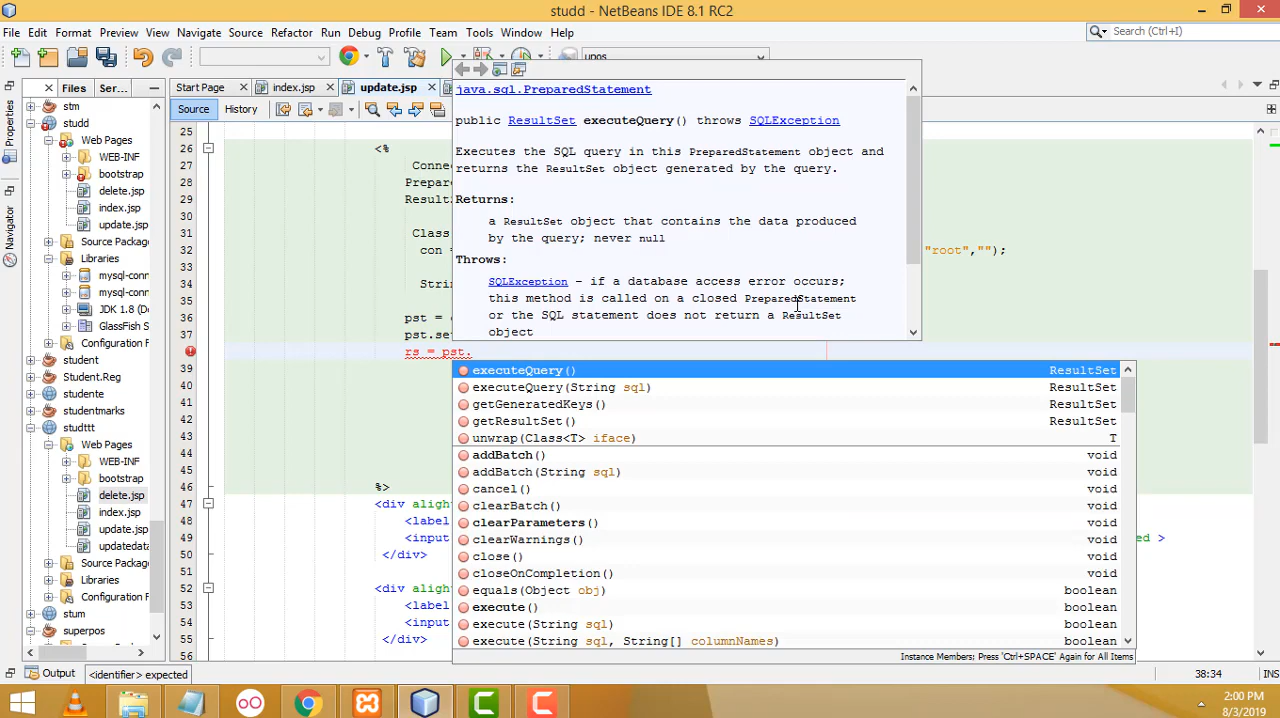 studd - NetBeans IDE 8.1 RC2
File Edit View Navigate Source Refactor Run Debug Profile Team Tools Window Help
Search (Ctrl+I)
upos
Files Ser... Start Page index.jsp update.jsp
Source History
Properties
Navigator
stm
studd
Web Pages
WEB-INF
bootstrap
delete.jsp
index.jsp
update.jsp
Source Package
Libraries
mysql-conn
mysql-conn
JDK 1.8 (De
GlassFish S
Configuration F
student
Student.Reg
studente
studentmarks
studttt
Web Pages
WEB-INF
bootstrap
delete.jsp
index.jsp
update.jsp
updatedata
Source Package
Libraries
Configuration F
stum
superpos
25
26 <%
27 Connec
28 Prepar
29 Result
30
31 Class
32 con = "root","");
33
34 Strin
35
36 pst = c
37 pst.set
rs = pst.
39
40
41
42
43
44
45
46 %>
47 <div aligh
48 <label
49 <input ed >
50 </div>
51
52 <div aligh
53 <label
54 <input
55 </div>
56
java.sql.PreparedStatement
public ResultSet executeQuery() throws SQLException
Executes the SQL query in this PreparedStatement object and
returns the ResultSet object generated by the query.
Returns:
a ResultSet object that contains the data produced
by the query; never null
Throws:
SQLException - if a database access error occurs;
this method is called on a closed PreparedStatement
or the SQL statement does not return a ResultSet
object
executeQuery() ResultSet
executeQuery(String sql) ResultSet
getGeneratedKeys() ResultSet
getResultSet() ResultSet
unwrap(Class<T> iface) T
addBatch() void
addBatch(String sql) void
cancel() void
clearBatch() void
clearParameters() void
clearWarnings() void
close() void
closeOnCompletion() void
equals(Object obj) boolean
execute() boolean
execute(String sql) boolean
execute(String sql, String[] columnNames) boolean
Instance Members; Press 'Ctrl+SPACE' Again for All Items
Output <identifier> expected 38:34 INS
2:00 PM
8/3/2019